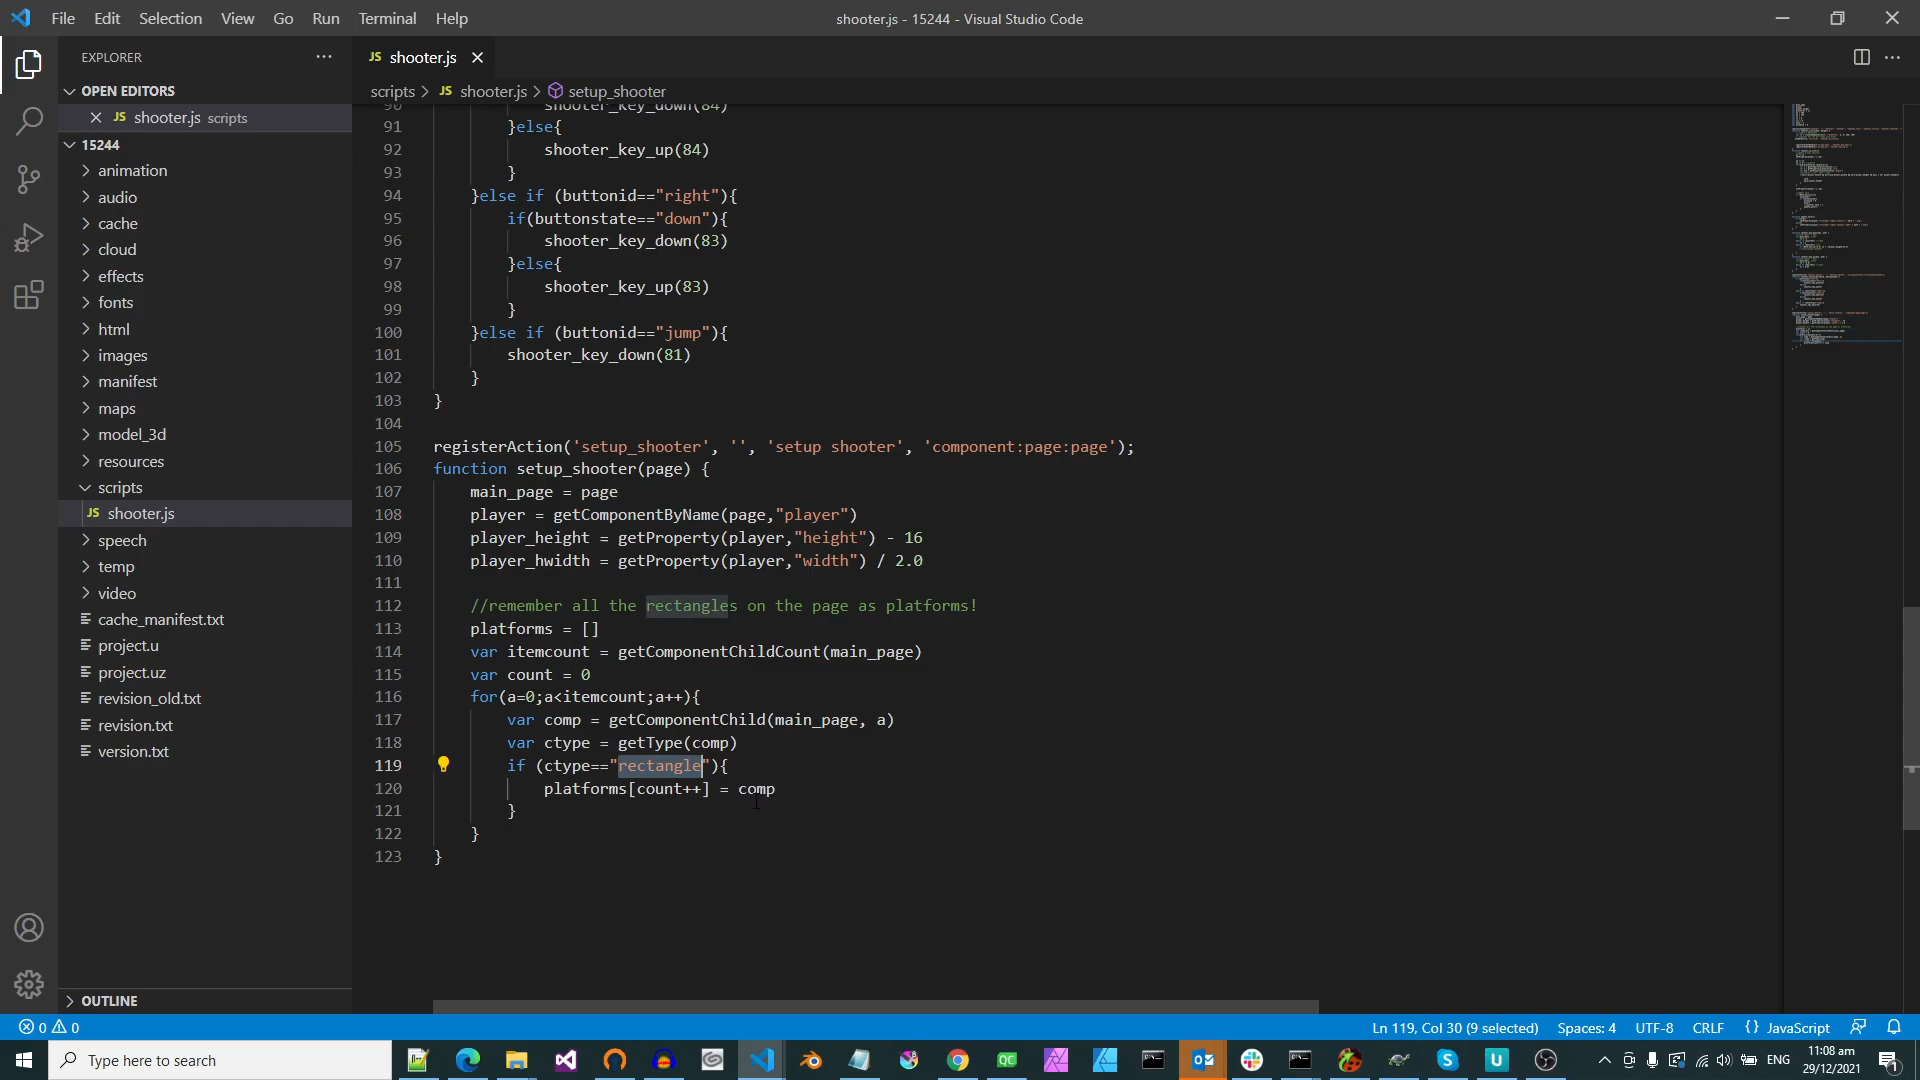 File Edit Selection View Go Run Terminal Help
shooter.js - 15244 - Visual Studio Code
EXPLORER
OPEN EDITORS
JS shooter.js scripts
15244
animation
audio
cache
cloud
effects
fonts
html
images
manifest
maps
model_3d
resources
scripts
JS shooter.js
speech
temp
video
cache_manifest.txt
project.u
project.uz
revision_old.txt
revision.txt
version.txt
OUTLINE
JS shooter.js
scripts > JS shooter.js > setup_shooter
90 shooter_key_down(84)
91 }else{
92 shooter_key_up(84)
93 }
94 }else if (buttonid=="right"){
95 if(buttonstate=="down"){
96 shooter_key_down(83)
97 }else{
98 shooter_key_up(83)
99 }
100 }else if (buttonid=="jump"){
101 shooter_key_down(81)
102 }
103 }
104
105 registerAction('setup_shooter', '', 'setup shooter', 'component:page:page');
106 function setup_shooter(page) {
107 main_page = page
108 player = getComponentByName(page,"player")
109 player_height = getProperty(player,"height") - 16
110 player_hwidth = getProperty(player,"width") / 2.0
111
112 //remember all the rectangles on the page as platforms!
113 platforms = []
114 var itemcount = getComponentChildCount(main_page)
115 var count = 0
116 for(a=0;a<itemcount;a++){
117 var comp = getComponentChild(main_page, a)
118 var ctype = getType(comp)
119 if (ctype=="rectangle"){
120 platforms[count++] = comp
121 }
122 }
123 }
0 0
Ln 119, Col 30 (9 selected) Spaces: 4 UTF-8 CRLF {} JavaScript
Type here to search
QC
U
ENG
11:08 am
29/12/2021
1